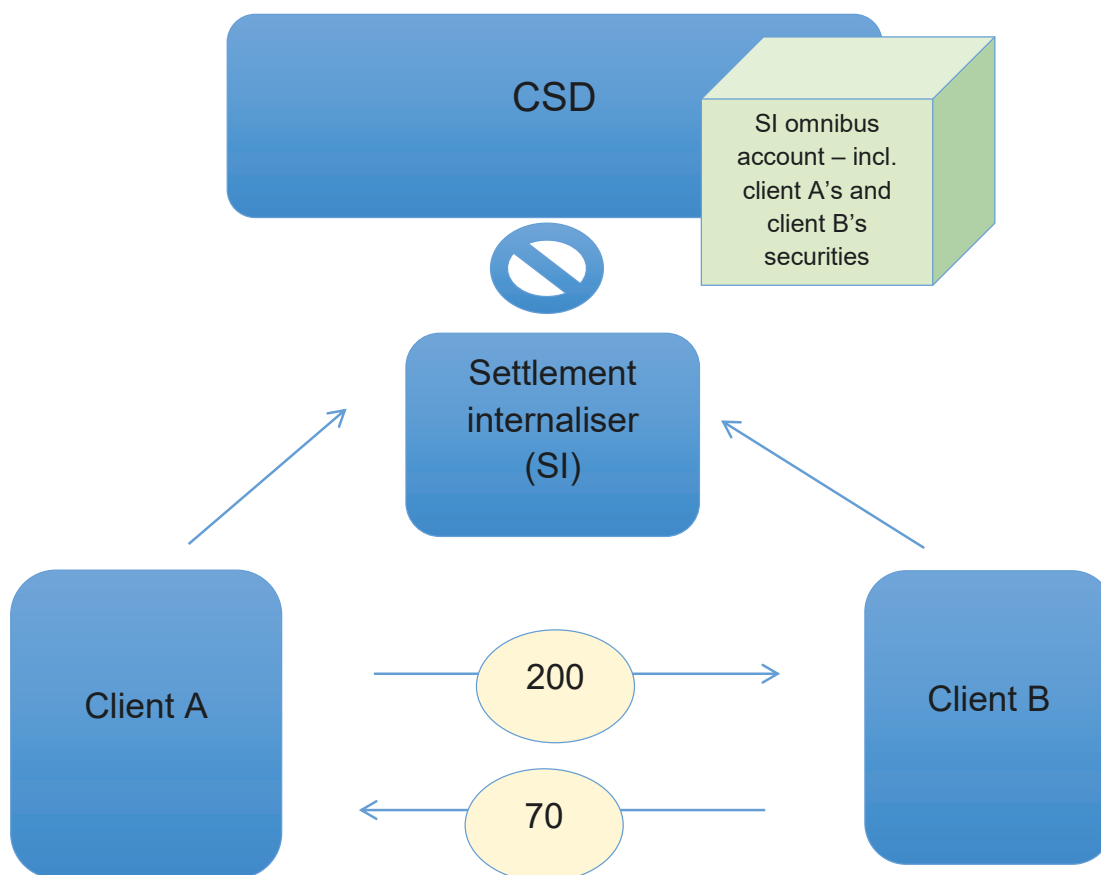 CSD
SI omnibus
account – incl.
client A’s and
client B’s
securities
Settlement
internaliser
(SI)
Client A
200
Client B
70